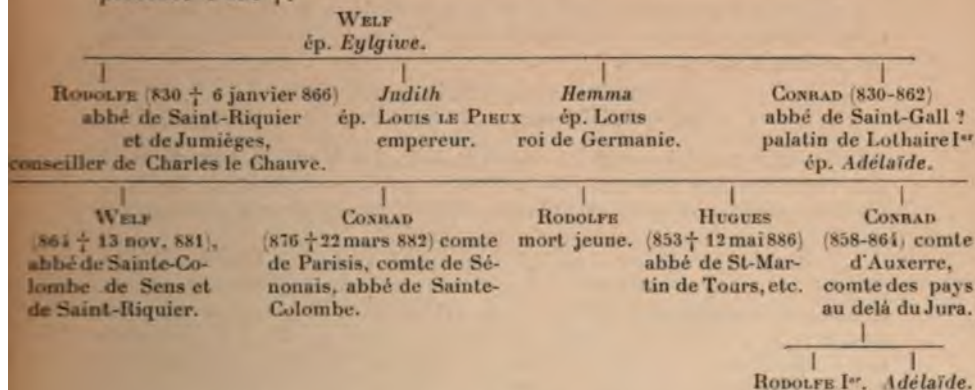 WELF
ép. Eylgiwe.
RODOLFE (830 † 6 janvier 866)
abbé de Saint-Riquier
et de Jumièges,
conseiller de Charles le Chauve.
Judith
ép. LOUIS LE PIEUX
empereur.
Hemma
ép. LOUIS
roi de Germanie.
CONRAD (830-862)
abbé de Saint-Gall ?
palatin de Lothaire Ier
ép. Adélaïde.
WELF
(864 † 13 nov. 881),
abbé de Sainte-Co-
lombe de Sens et
de Saint-Riquier.
CONRAD
(876 † 22 mars 882) comte
de Parisis, comte de Sé-
nonais, abbé de Sainte-
Colombe.
RODOLFE
mort jeune.
HUGUES
(853 † 12 mai 886)
abbé de St-Mar-
tin de Tours, etc.
CONRAD
(858-864) comte
d'Auxerre,
comte des pays
au delà du Jura.
RODOLFE Ier. Adélaïde.